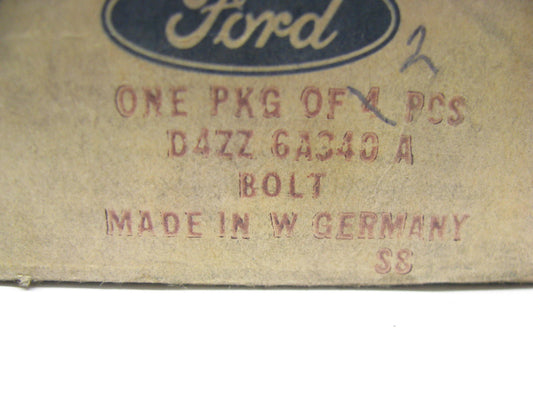 Ford
2
ONE PKG OF 4 PCS
D4ZZ 6A340 A
BOLT
MADE IN W GERMANY
SS